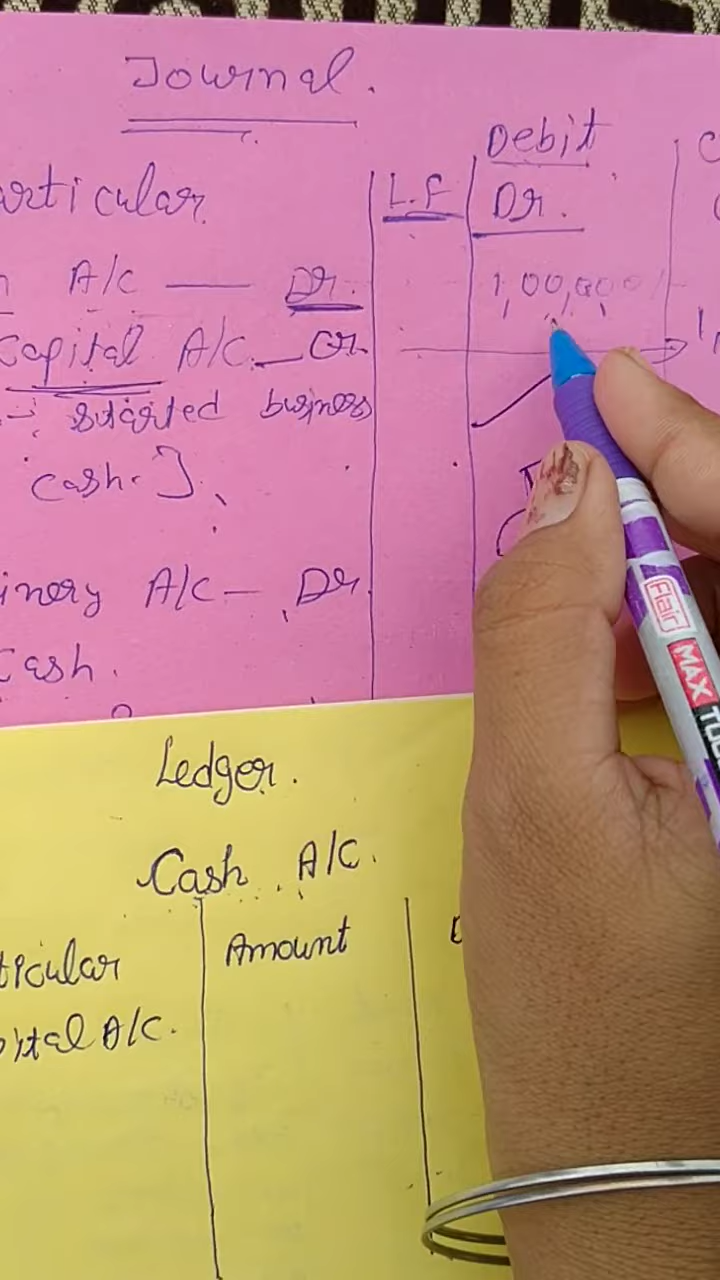 Journal.
Debit
articular
L.F
Dr.
A/c — Dr.
1,00,000/-
Capital A/c — Cr.
started business
cash.]
inery A/c — Dr.
Cash.
Flair
MAX
Ledger.
Cash A/c.
ticular
Amount
pital A/c.